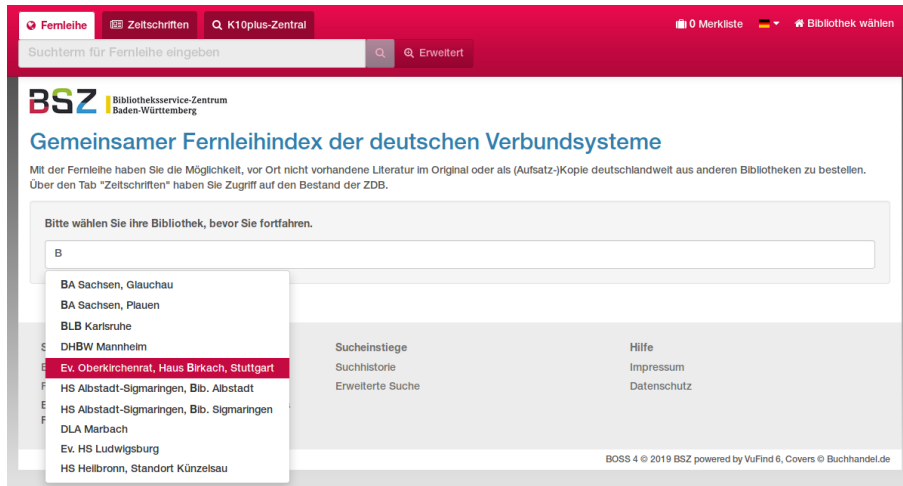 Fernleihe
Zeitschriften
K10plus-Zentral
0 Merkliste
Bibliothek wählen
Suchterm für Fernleihe eingeben
Erweitert
BSZ
Bibliotheksservice-Zentrum
Baden-Württemberg
Gemeinsamer Fernleihindex der deutschen Verbundsysteme
Mit der Fernleihe haben Sie die Möglichkeit, vor Ort nicht vorhandene Literatur im Original oder als (Aufsatz-)Kopie deutschlandweit aus anderen Bibliotheken zu bestellen.
Über den Tab "Zeitschriften" haben Sie Zugriff auf den Bestand der ZDB.
Bitte wählen Sie ihre Bibliothek, bevor Sie fortfahren.
B
BA Sachsen, Glauchau
BA Sachsen, Plauen
BLB Karlsruhe
DHBW Mannheim
Ev. Oberkirchenrat, Haus Birkach, Stuttgart
HS Albstadt-Sigmaringen, Bib. Albstadt
HS Albstadt-Sigmaringen, Bib. Sigmaringen
DLA Marbach
Ev. HS Ludwigsburg
HS Heilbronn, Standort Künzelsau
Sucheinstiege
Suchhistorie
Erweiterte Suche
Hilfe
Impressum
Datenschutz
BOSS 4 © 2019 BSZ powered by VuFind 6, Covers © Buchhandel.de